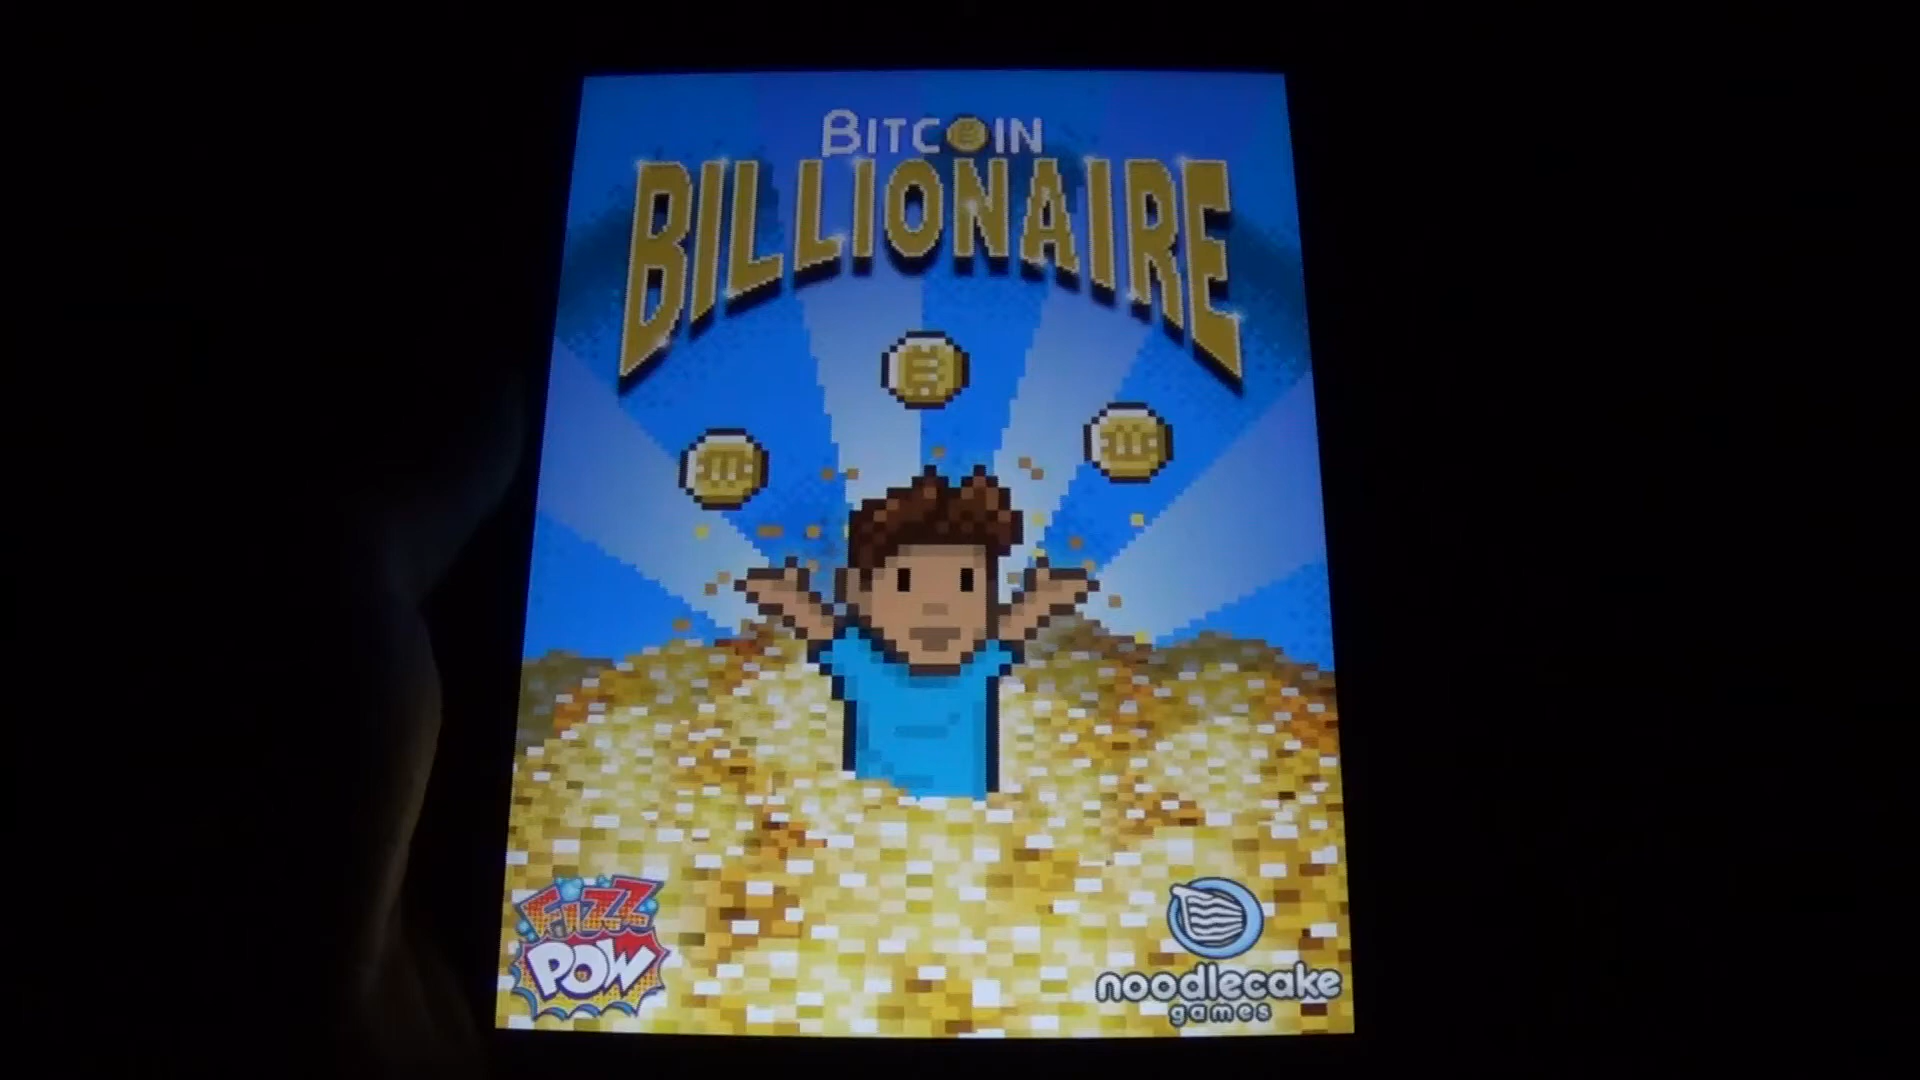 BITCOIN
BILLIONAIRE
FIZZ
POW
noodlecake
games